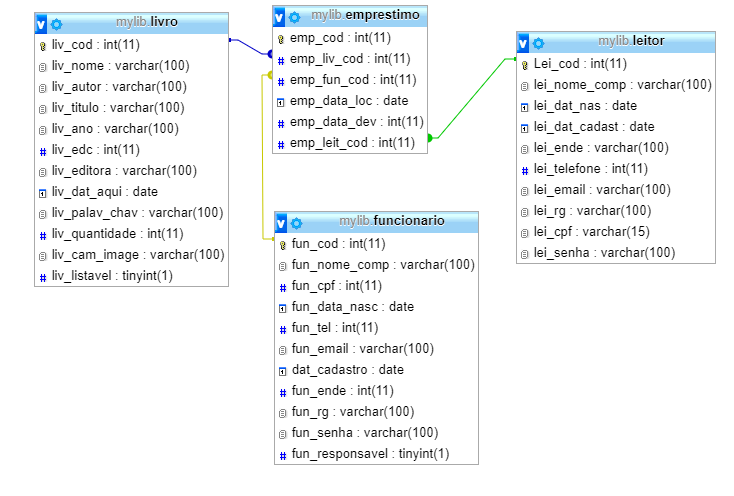 mylib.livro
liv_cod : int(11)
liv_nome : varchar(100)
liv_autor : varchar(100)
liv_titulo : varchar(100)
liv_ano : varchar(100)
liv_edc : int(11)
liv_editora : varchar(100)
liv_dat_aqui : date
liv_palav_chav : varchar(100)
liv_quantidade : int(11)
liv_cam_image : varchar(100)
liv_listavel : tinyint(1)
mylib.emprestimo
emp_cod : int(11)
emp_liv_cod : int(11)
emp_fun_cod : int(11)
emp_data_loc : date
emp_data_dev : int(11)
emp_leit_cod : int(11)
mylib.leitor
Lei_cod : int(11)
lei_nome_comp : varchar(100)
lei_dat_nas : date
lei_dat_cadast : date
lei_ende : varchar(100)
lei_telefone : int(11)
lei_email : varchar(100)
lei_rg : varchar(100)
lei_cpf : varchar(15)
lei_senha : varchar(100)
mylib.funcionario
fun_cod : int(11)
fun_nome_comp : varchar(100)
fun_cpf : int(11)
fun_data_nasc : date
fun_tel : int(11)
fun_email : varchar(100)
dat_cadastro : date
fun_ende : int(11)
fun_rg : varchar(100)
fun_senha : varchar(100)
fun_responsavel : tinyint(1)